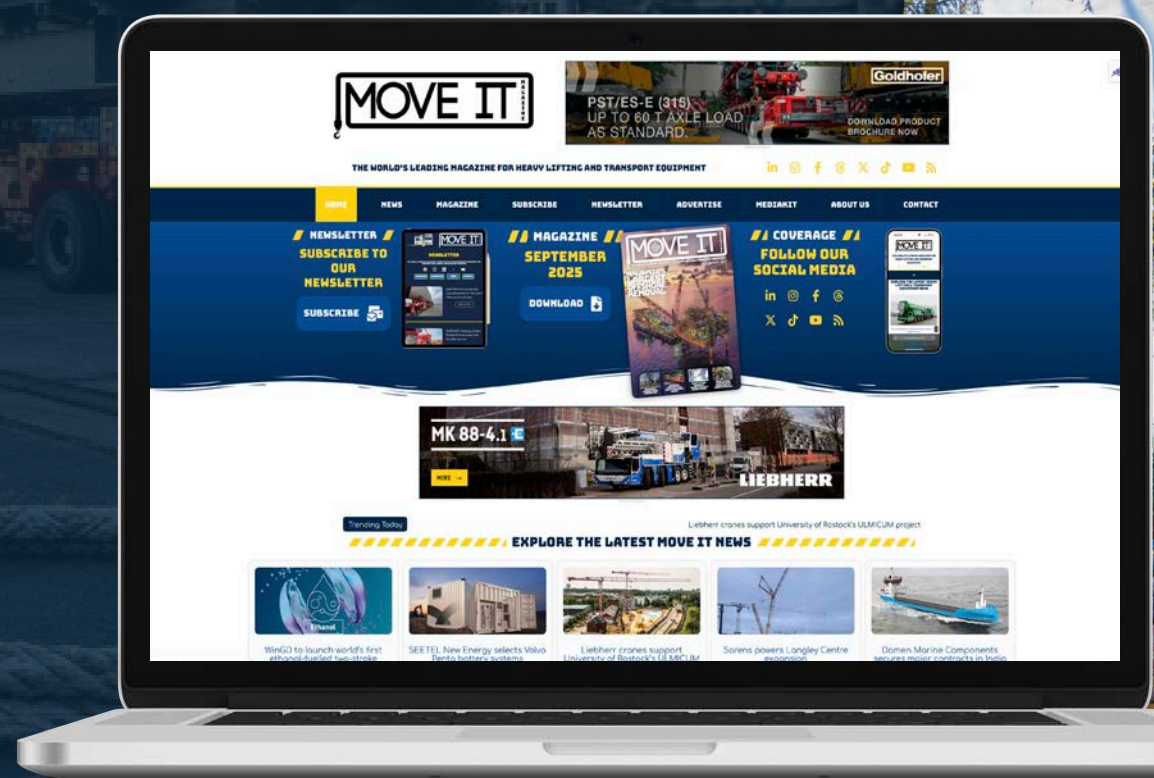 MOVE IT
MAGAZINE
Goldhofer
PST/ES-E (315)
UP TO 60 T AXLE LOAD
AS STANDARD.
DOWNLOAD PRODUCT
BROCHURE NOW
THE WORLD'S LEADING MAGAZINE FOR HEAVY LIFTING AND TRANSPORT EQUIPMENT
HOME
NEWS
MAGAZINE
SUBSCRIBE
NEWSLETTER
ADVERTISE
MEDIAKIT
ABOUT US
CONTACT
NEWSLETTER
SUBSCRIBE TO
OUR
NEWSLETTER
SUBSCRIBE
MOVE IT
NEWSLETTER
MAGAZINE
SEPTEMBER
2025
DOWNLOAD
MOVE IT
MALAYSIA'S
LARGEST
REMOVAL
COVERAGE
FOLLOW OUR
SOCIAL MEDIA
MOVE IT
MK 88-4.1 E
MORE
LIEBHERR
Trending Today
Liebherr cranes support University of Rostock's ULMICUM project
EXPLORE THE LATEST MOVE IT NEWS
Ethanol
WinGD to launch world's first
ethanol-fuelled two-stroke
SEETEL New Energy selects Volvo
Penta battery systems
Liebherr cranes support
University of Rostock's ULMICUM
Sarens powers Langley Centre
expansion
Damen Marine Components
secures major contracts in India